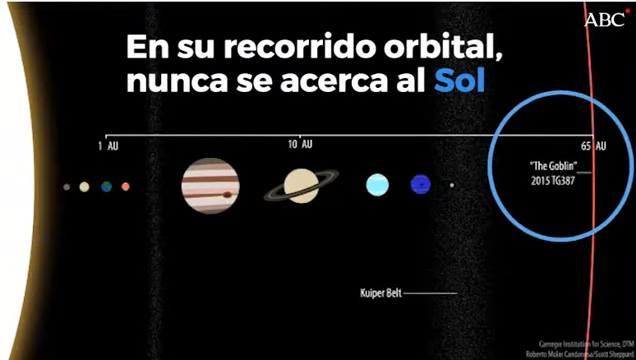 ABC
En su recorrido orbital,
nunca se acerca al Sol
1 AU
10 AU
65 AU
"The Goblin"
2015 TG387
Kuiper Belt
Carnegie Institution for Science, DTM
Roberto Molar Candanosa/Scott Sheppard